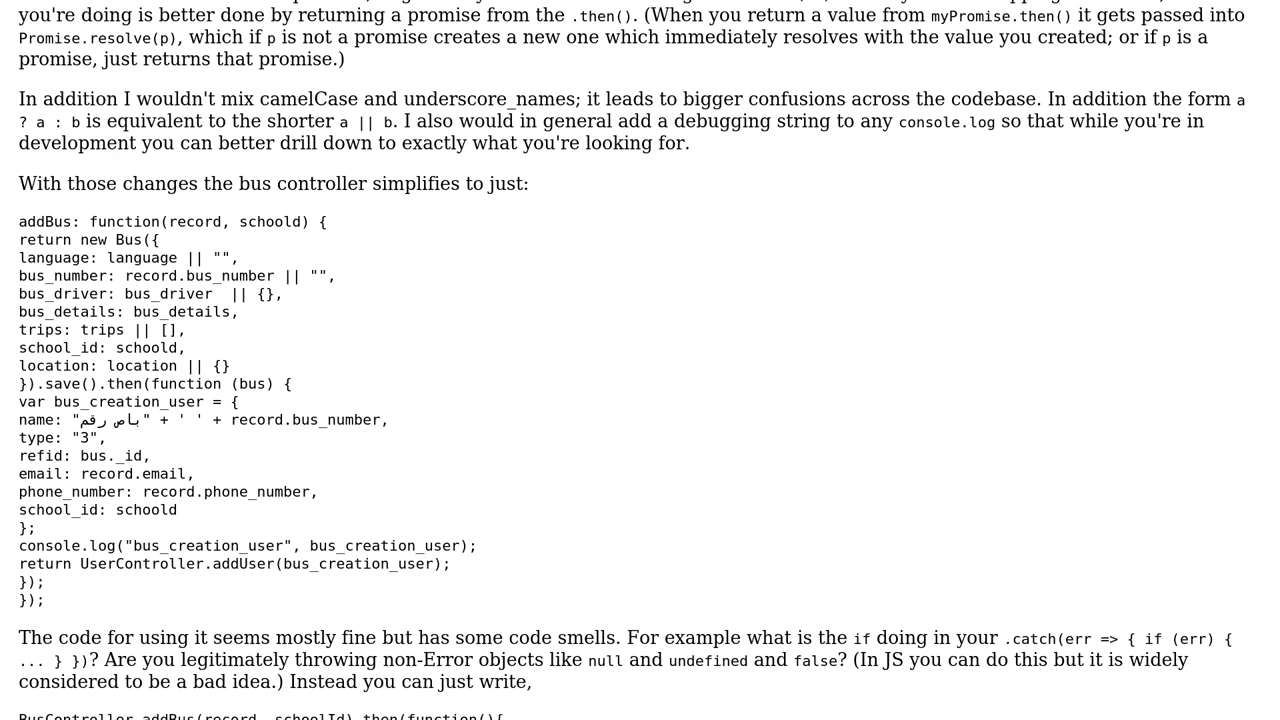 you're doing is better done by returning a promise from the .then(). (When you return a value from myPromise.then() it gets passed into
Promise.resolve(p), which if p is not a promise creates a new one which immediately resolves with the value you created; or if p is a
promise, just returns that promise.)
In addition I wouldn't mix camelCase and underscore_names; it leads to bigger confusions across the codebase. In addition the form a
? a : b is equivalent to the shorter a || b. I also would in general add a debugging string to any console.log so that while you're in
development you can better drill down to exactly what you're looking for.
With those changes the bus controller simplifies to just:
addBus: function(record, schoold) {
return new Bus({
language: language || "",
bus_number: record.bus_number || "",
bus_driver: bus_driver  || {},
bus_details: bus_details,
trips: trips || [],
school_id: schoold,
location: location || {}
}).save().then(function (bus) {
var bus_creation_user = {
name: "باص رقم" + ' ' + record.bus_number,
type: "3",
refid: bus._id,
email: record.email,
phone_number: record.phone_number,
school_id: schoold
};
console.log("bus_creation_user", bus_creation_user);
return UserController.addUser(bus_creation_user);
});
});
The code for using it seems mostly fine but has some code smells. For example what is the if doing in your .catch(err => { if (err) {
... } })? Are you legitimately throwing non-Error objects like null and undefined and false? (In JS you can do this but it is widely
considered to be a bad idea.) Instead you can just write,
BusController.addBus(record, schoolId).then(function(){